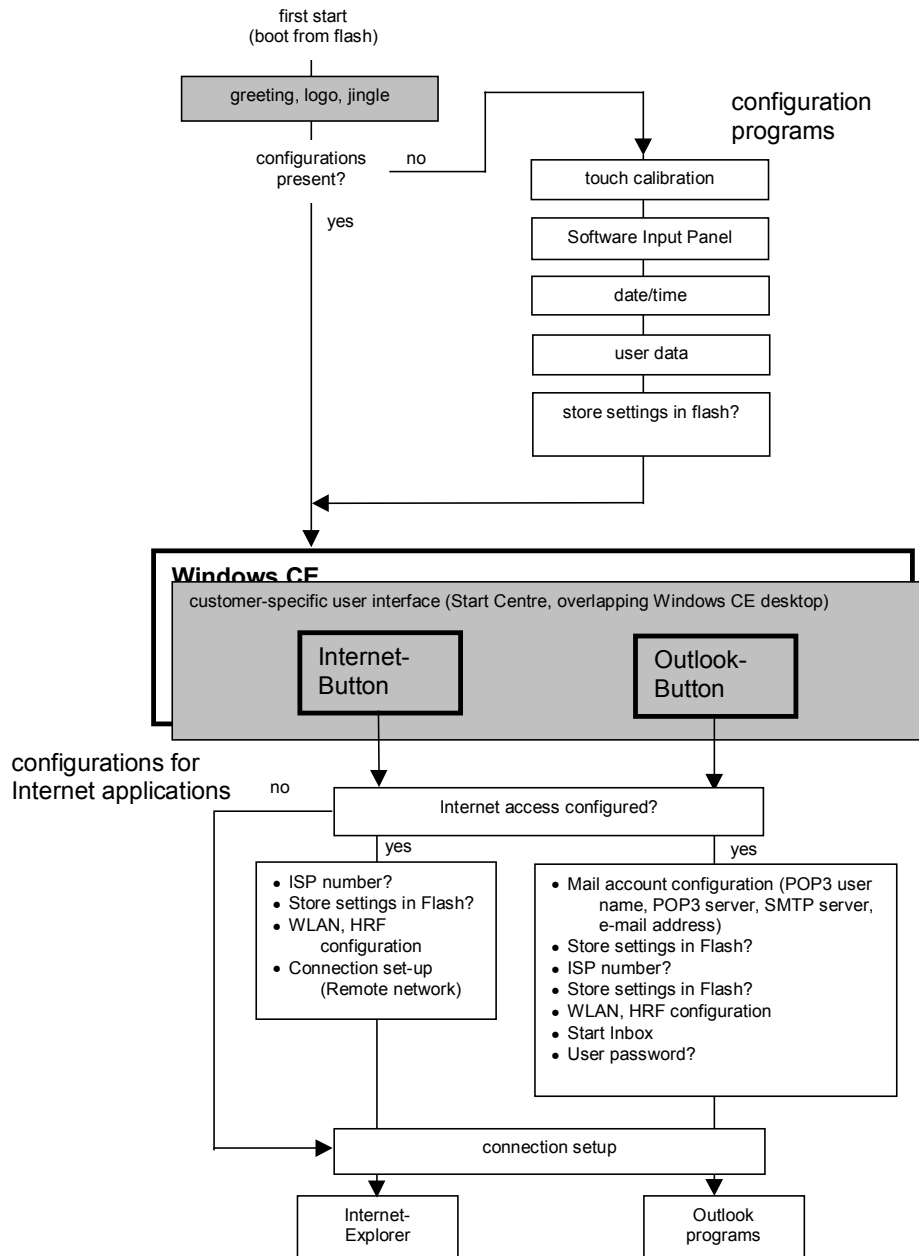 first start
(boot from flash)
greeting, logo, jingle
configurations
present?
no
yes
configuration
programs
touch calibration
Software Input Panel
date/time
user data
store settings in flash?
Windows CE
customer-specific user interface (Start Centre, overlapping Windows CE desktop)
Internet-
Button
Outlook-
Button
configurations for
Internet applications
no
Internet access configured?
yes
yes
• ISP number?
• Store settings in Flash?
• WLAN, HRF
configuration
• Connection set-up
(Remote network)
• Mail account configuration (POP3 user
name, POP3 server, SMTP server,
e-mail address)
• Store settings in Flash?
• ISP number?
• Store settings in Flash?
• WLAN, HRF configuration
• Start Inbox
• User password?
connection setup
Internet-
Explorer
Outlook
programs